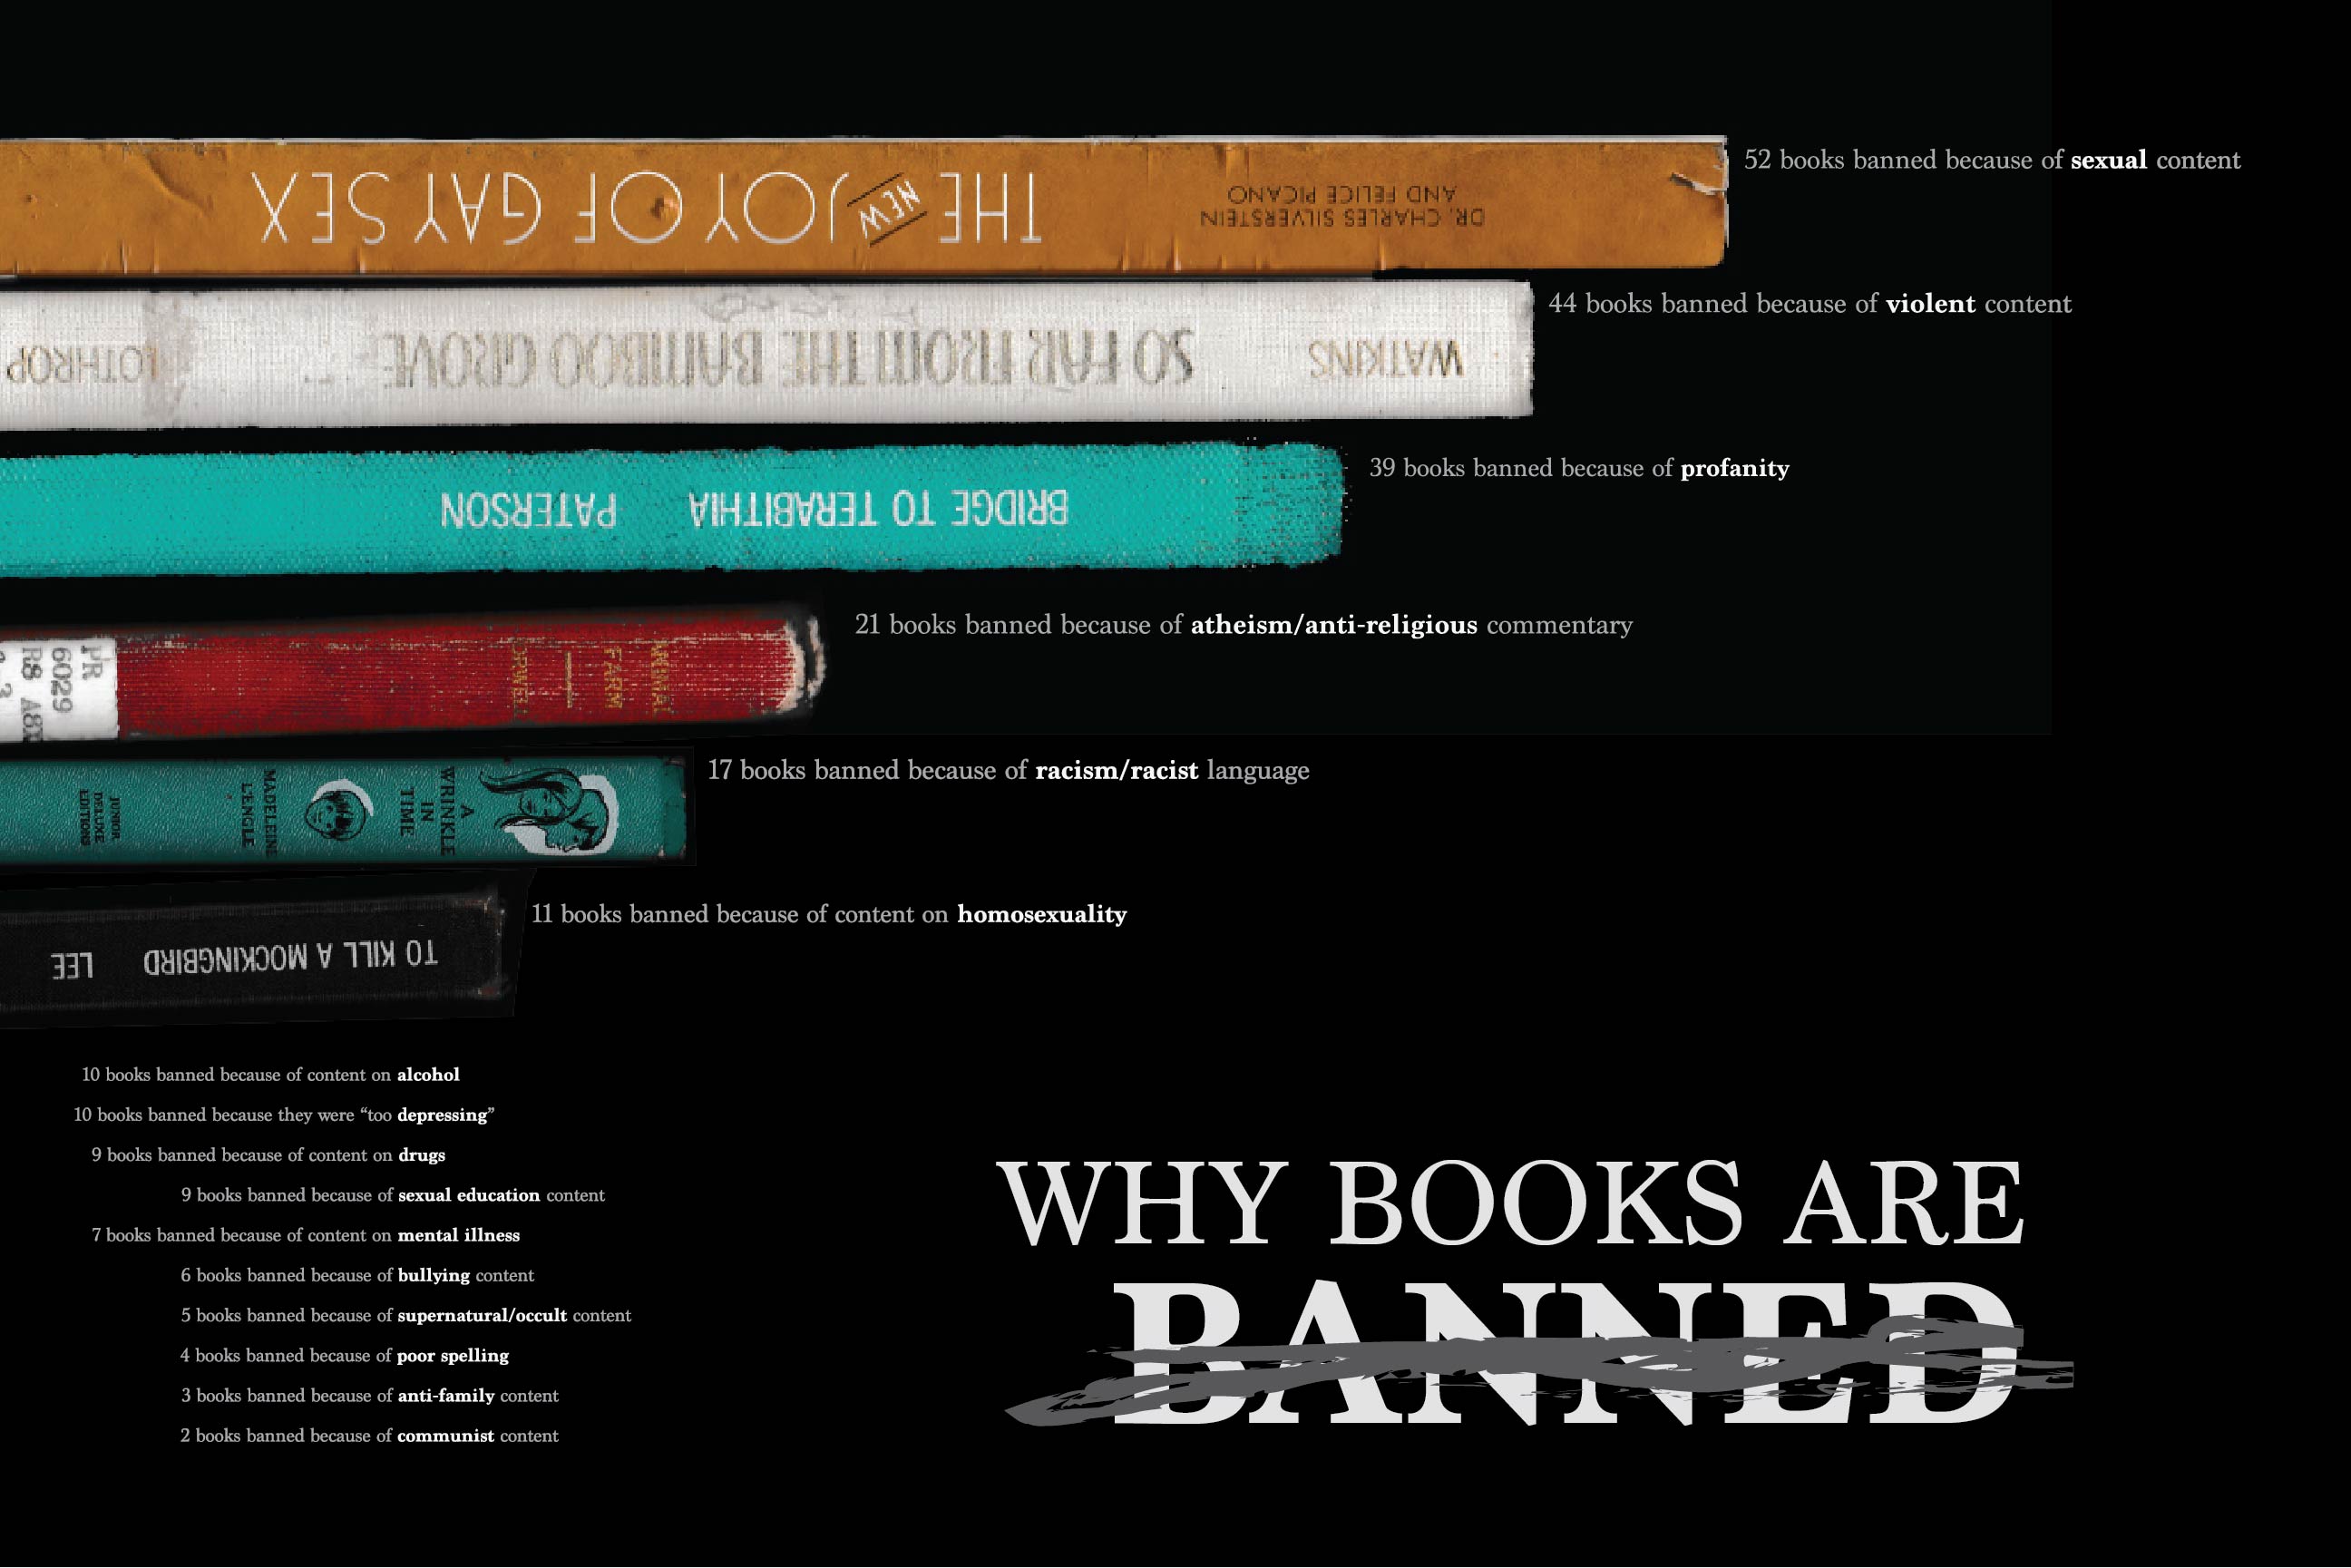 THE NEW JOY OF GAY SEX
DR. CHARLES SILVERSTEIN
AND FELICE PICANO
52 books banned because of sexual content
WATKINS
SO FAR FROM THE BAMBOO GROVE
LOTHROP
44 books banned because of violent content
BRIDGE TO TERABITHIA
PATERSON
39 books banned because of profanity
ANIMAL
FARM
ORWELL
PR
6029
R8 A8
3
21 books banned because of atheism/anti-religious commentary
A
WRINKLE
IN
TIME
MADELEINE
L'ENGLE
JUNIOR
DELUXE
EDITIONS
17 books banned because of racism/racist language
TO KILL A MOCKINGBIRD
LEE
11 books banned because of content on homosexuality
10 books banned because of content on alcohol
10 books banned because they were “too depressing”
9 books banned because of content on drugs
9 books banned because of sexual education content
7 books banned because of content on mental illness
6 books banned because of bullying content
5 books banned because of supernatural/occult content
4 books banned because of poor spelling
3 books banned because of anti-family content
2 books banned because of communist content
WHY BOOKS ARE
BANNED